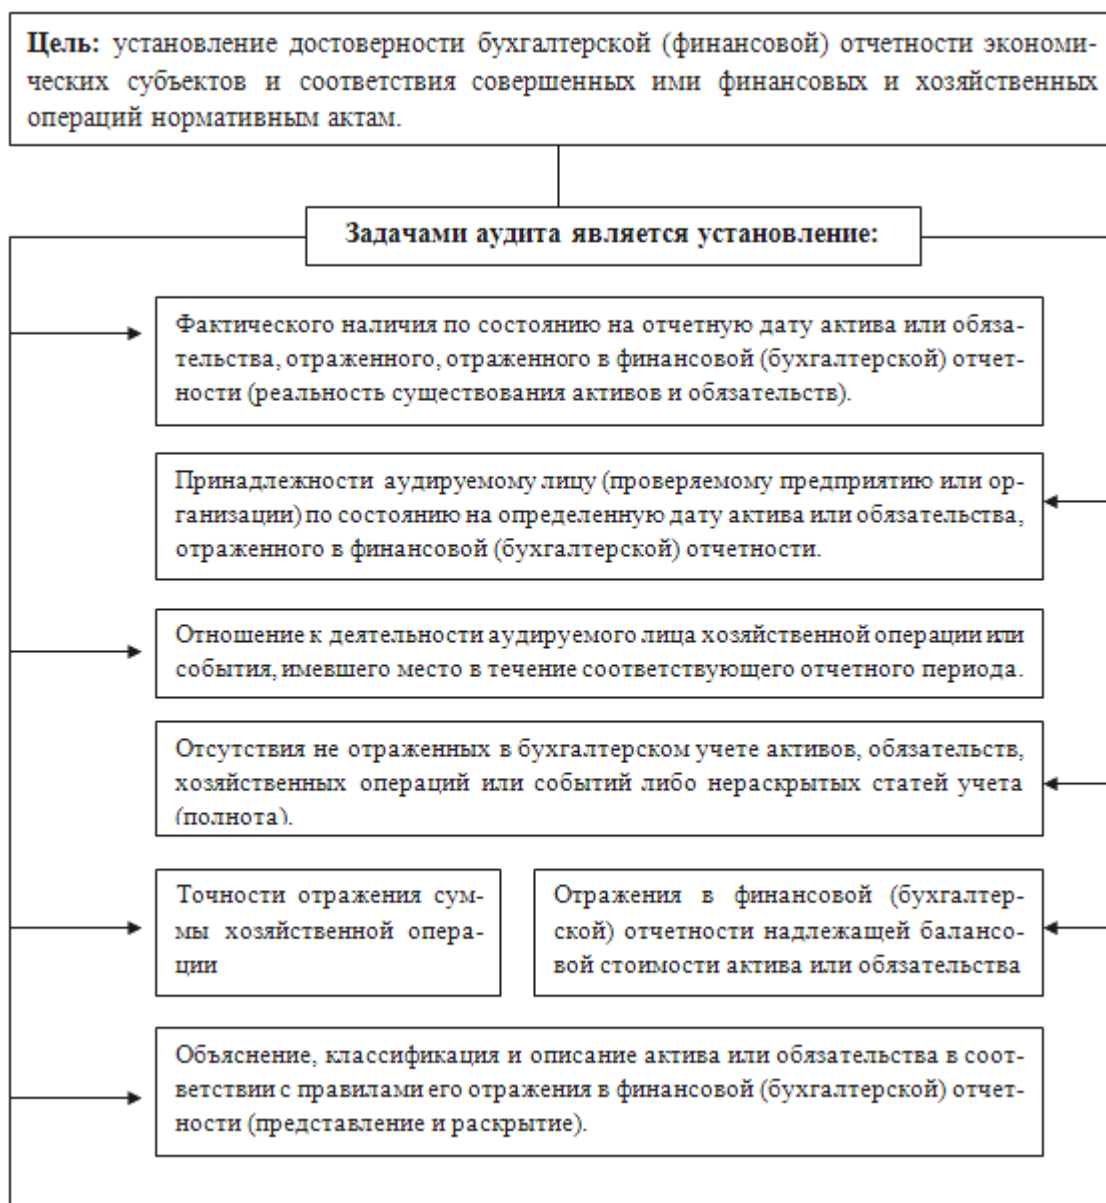 Цель: установление достоверности бухгалтерской (финансовой) отчетности экономи-
ческих субъектов и соответствия совершенных ими финансовых и хозяйственных
операций нормативным актам.
Задачами аудита является установление:
Фактического наличия по состоянию на отчетную дату актива или обяза-
тельства, отраженного, отраженного в финансовой (бухгалтерской) отчет-
ности (реальность существования активов и обязательств).
Принадлежности аудируемому лицу (проверяемому предприятию или ор-
ганизации) по состоянию на определенную дату актива или обязательства,
отраженного в финансовой (бухгалтерской) отчетности.
Отношение к деятельности аудируемого лица хозяйственной операции или
события, имевшего место в течение соответствующего отчетного периода.
Отсутствия не отраженных в бухгалтерском учете активов, обязательств,
хозяйственных операций или событий либо нераскрытых статей учета
(полнота).
Точности отражения сум-
мы хозяйственной опера-
ции
Отражения в финансовой (бухгалтер-
ской) отчетности надлежащей балансо-
вой стоимости актива или обязательства
Объяснение, классификация и описание актива или обязательства в соот-
ветствии с правилами его отражения в финансовой (бухгалтерской) отчет-
ности (представление и раскрытие).